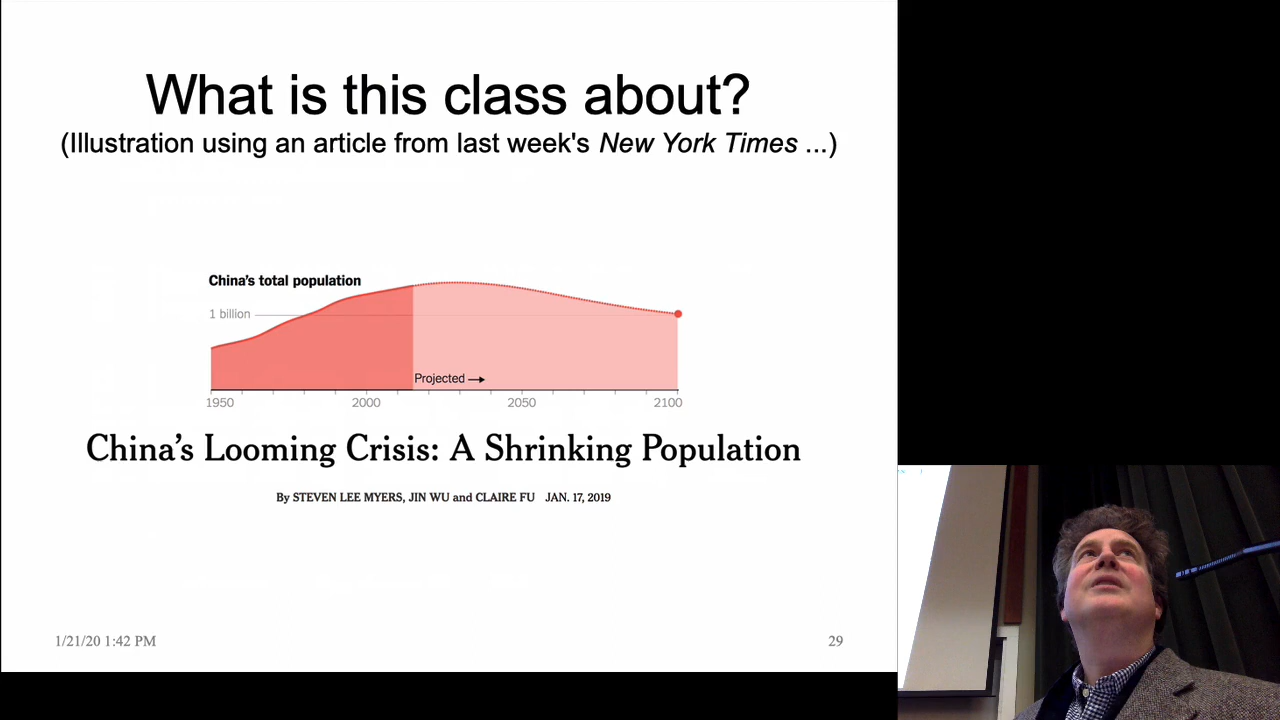 What is this class about?
(Illustration using an article from last week's New York Times ...)
China's total population
1 billion
Projected →
1950 2000 2050 2100
China's Looming Crisis: A Shrinking Population
By STEVEN LEE MYERS, JIN WU and CLAIRE FU JAN. 17, 2019
1/21/20 1:42 PM 29